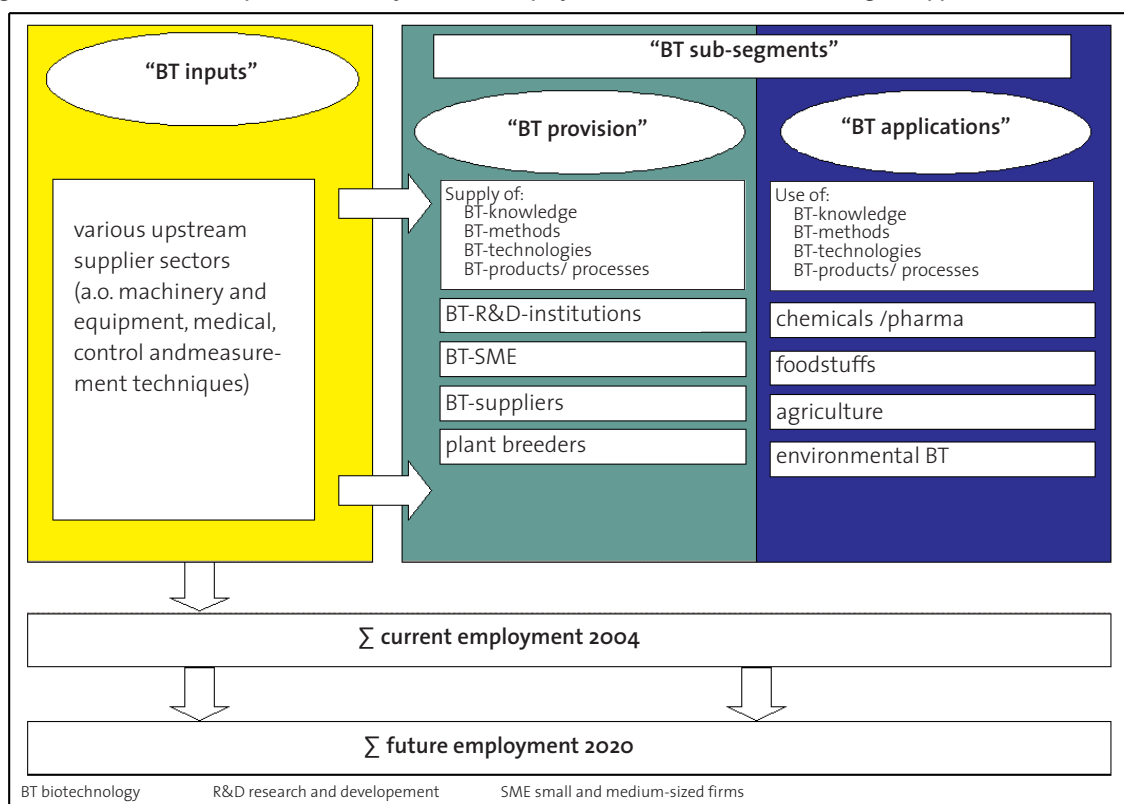 “BT inputs”
various upstream
supplier sectors
(a.o. machinery and
equipment, medical,
control andmeasure-
ment techniques)
“BT sub-segments”
“BT provision”
Supply of:
BT-knowledge
BT-methods
BT-technologies
BT-products/ processes
BT-R&D-institutions
BT-SME
BT-suppliers
plant breeders
“BT applications”
Use of:
BT-knowledge
BT-methods
BT-technologies
BT-products/ processes
chemicals /pharma
foodstuffs
agriculture
environmental BT
∑ current employment 2004
∑ future employment 2020
BT biotechnology R&D research and developement SME small and medium-sized firms